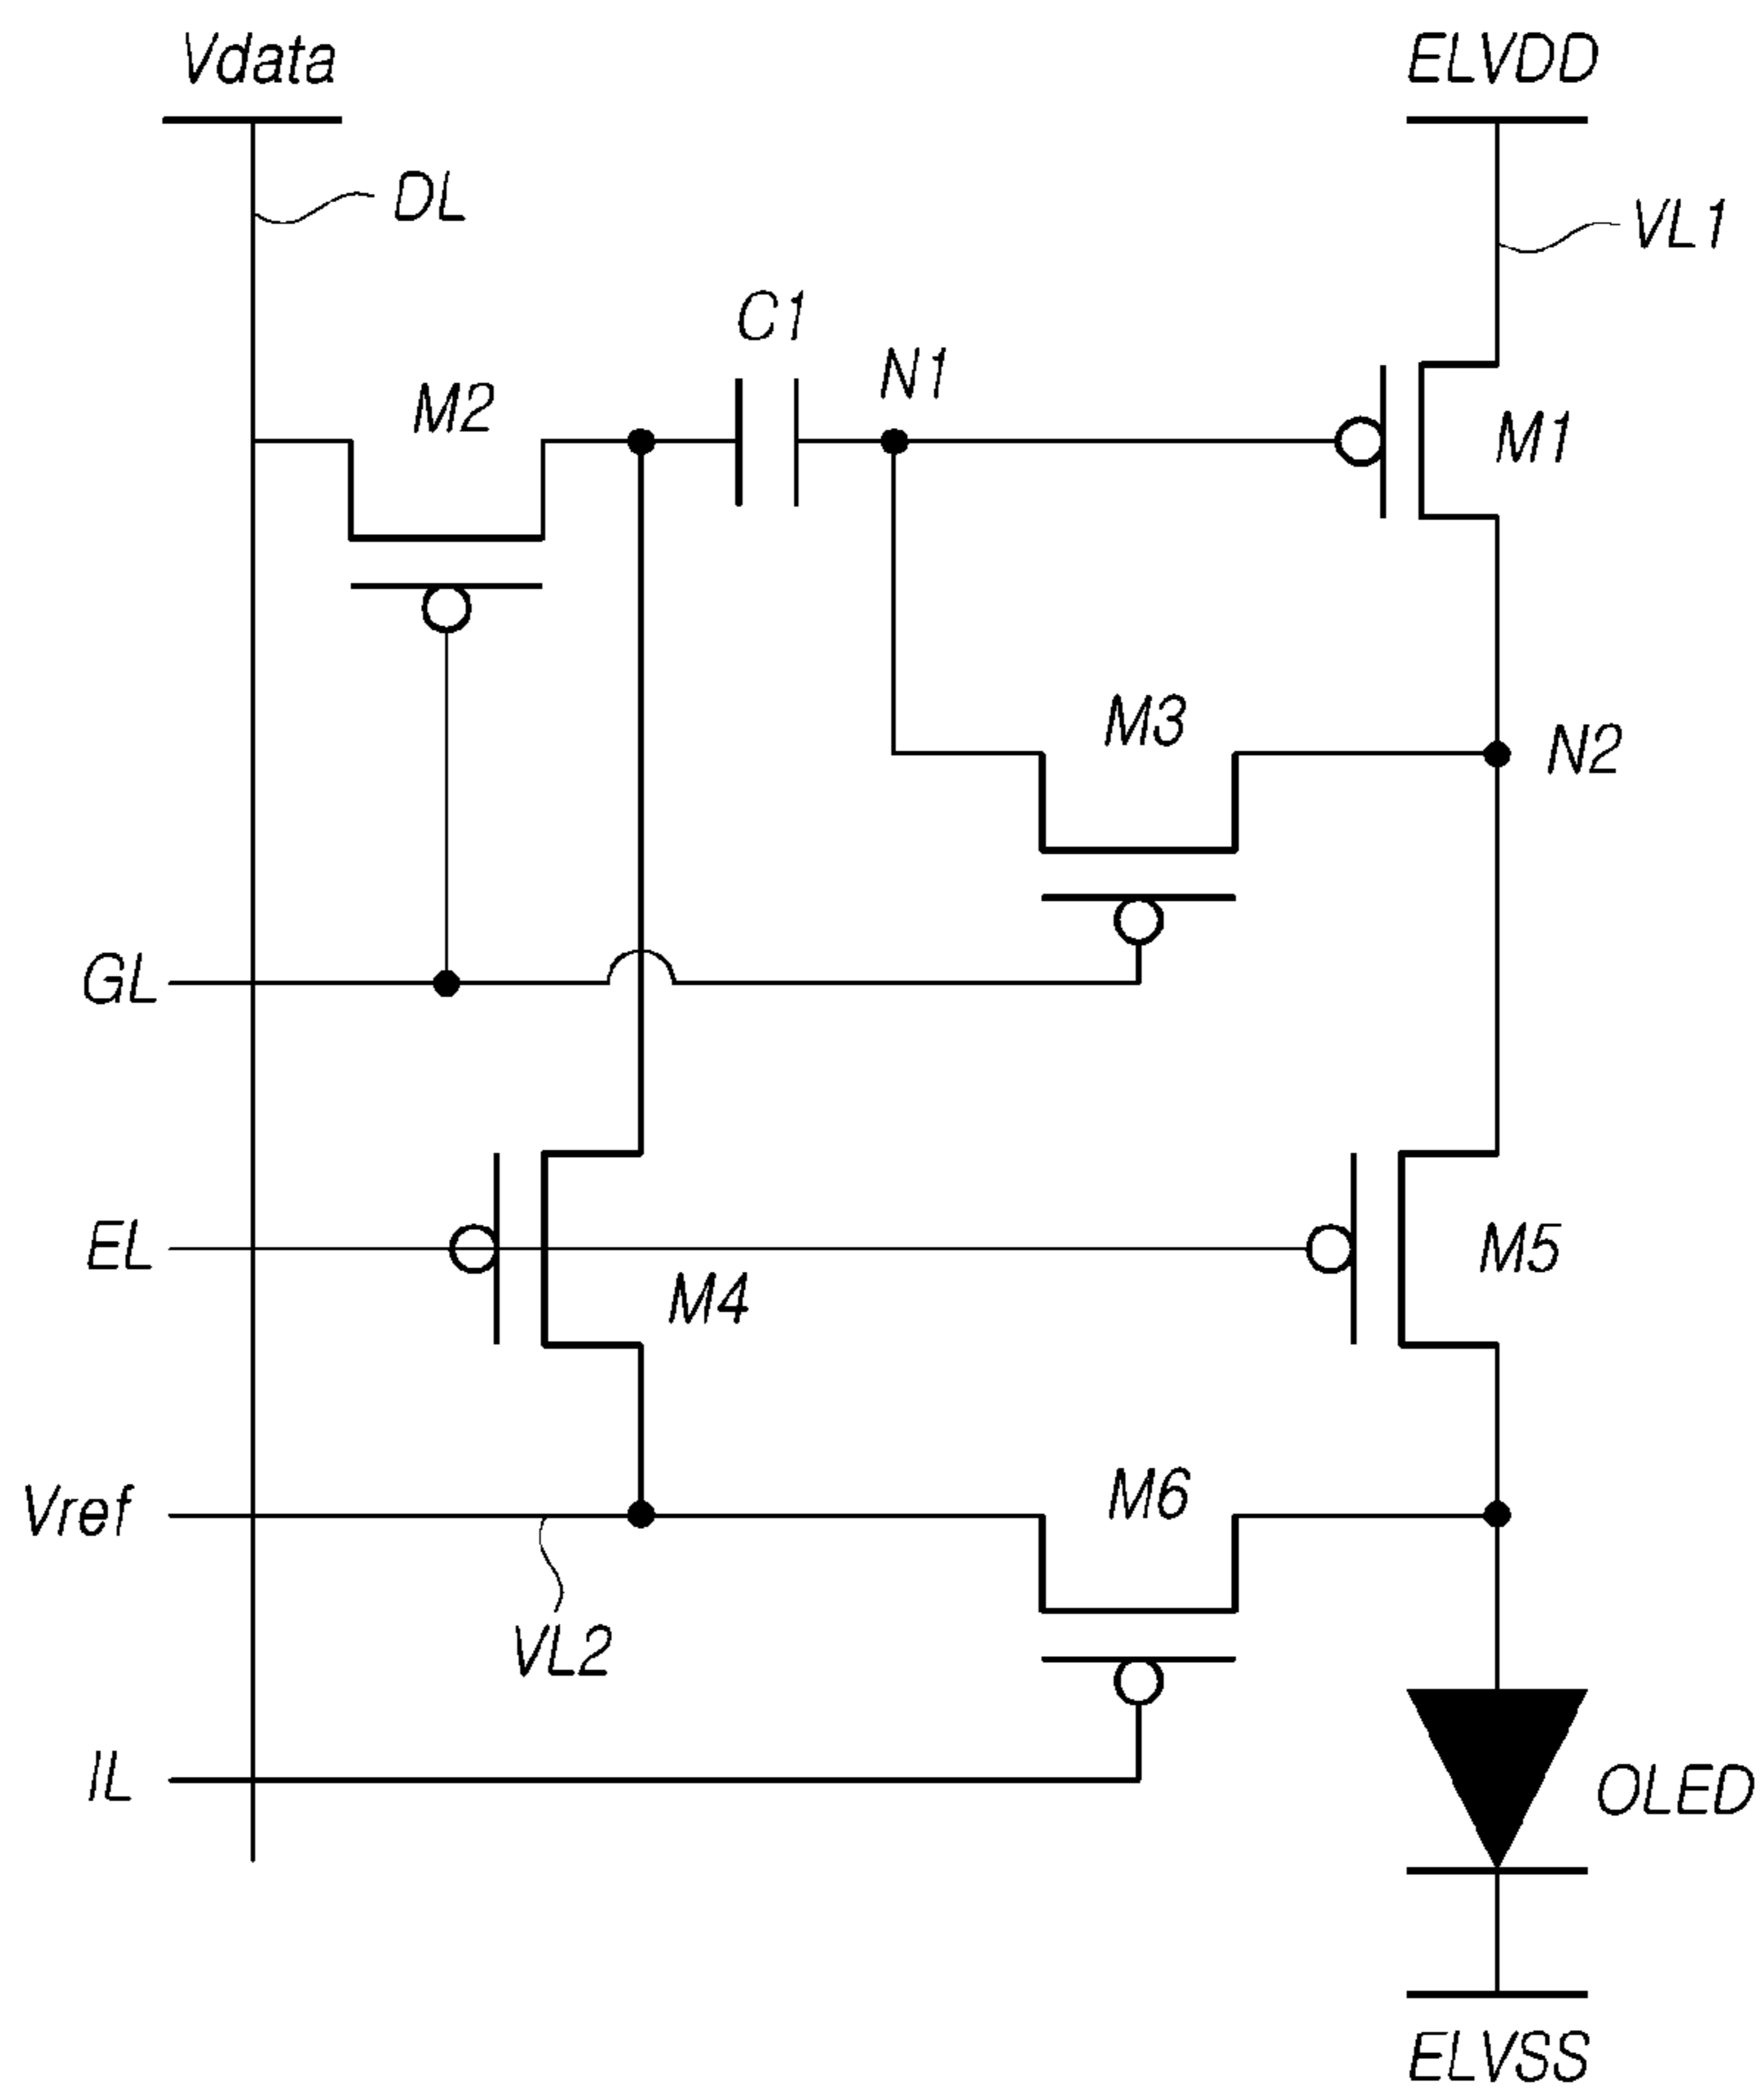 Vdata
ELVDD
DL
VL1
C1
N1
M2
M1
M3
N2
GL
EL
M5
M4
Vref
M6
VL2
IL
OLED
ELVSS